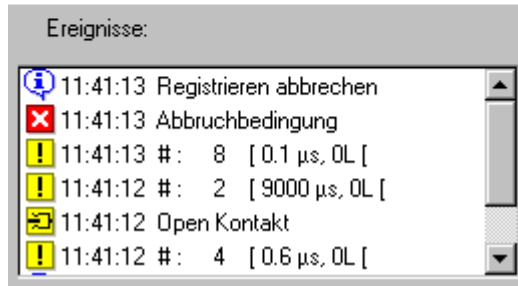 Ereignisse:
11:41:13 Registrieren abbrechen
11:41:13 Abbruchbedingung
11:41:13 #: 8 [ 0.1 µs, 0L [
11:41:12 #: 2 [ 9000 µs, 0L [
11:41:12 Open Kontakt
11:41:12 #: 4 [ 0.6 µs, 0L [